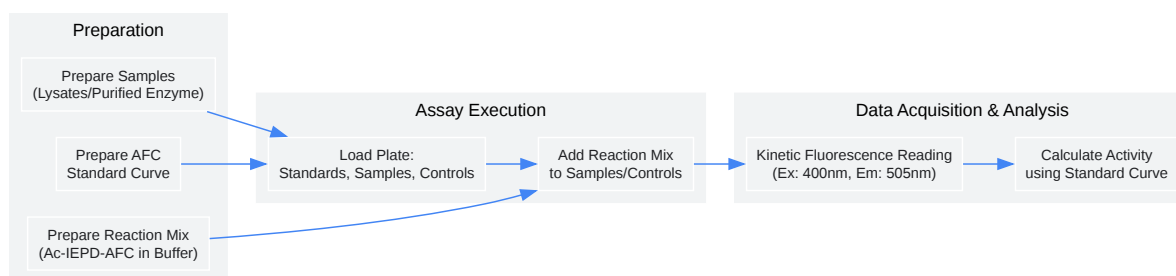 Preparation
Prepare Samples
(Lysates/Purified Enzyme)
Prepare AFC
Standard Curve
Prepare Reaction Mix
(Ac-IEPD-AFC in Buffer)
Assay Execution
Load Plate:
Standards, Samples, Controls
Add Reaction Mix
to Samples/Controls
Data Acquisition & Analysis
Kinetic Fluorescence Reading
(Ex: 400nm, Em: 505nm)
Calculate Activity
using Standard Curve